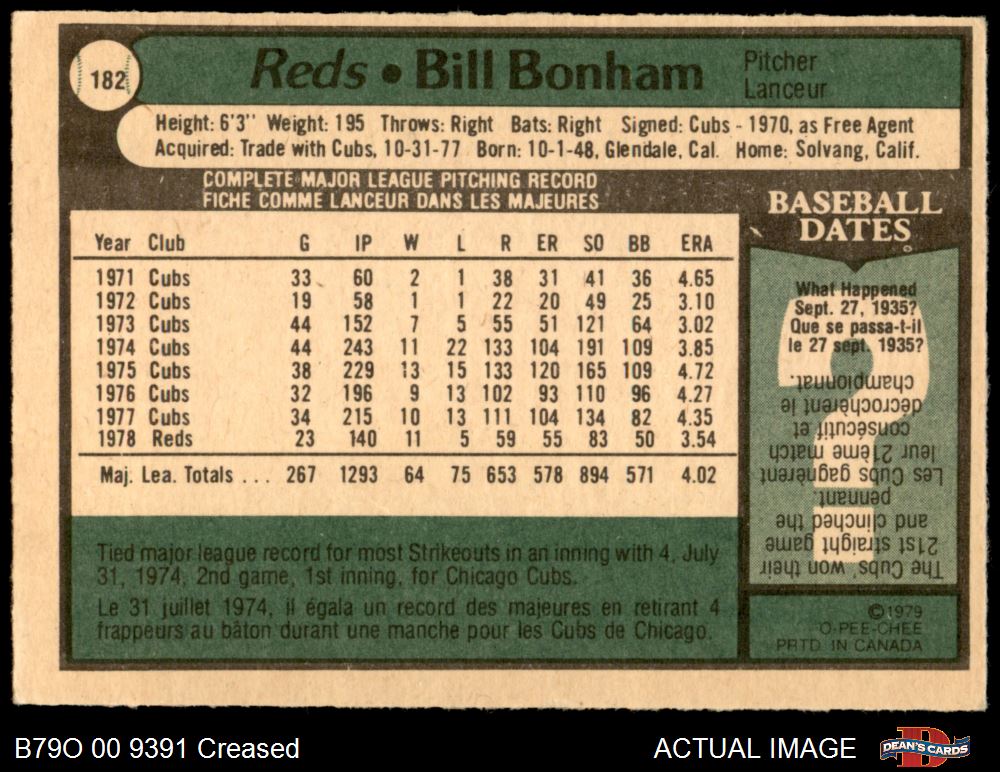 182
Reds • Bill Bonham
Pitcher
Lanceur
Height: 6'3" Weight: 195 Throws: Right Bats: Right Signed: Cubs - 1970, as Free Agent
Acquired: Trade with Cubs, 10-31-77 Born: 10-1-48, Glendale, Cal. Home: Solvang, Calif.
COMPLETE MAJOR LEAGUE PITCHING RECORD
FICHE COMME LANCEUR DANS LES MAJEURES
Year Club G IP W L R ER SO BB ERA
1971 Cubs 33 60 2 1 38 31 41 36 4.65
1972 Cubs 19 58 1 1 22 20 49 25 3.10
1973 Cubs 44 152 7 5 55 51 121 64 3.02
1974 Cubs 44 243 11 22 133 104 191 109 3.85
1975 Cubs 38 229 13 15 133 120 165 109 4.72
1976 Cubs 32 196 9 13 102 93 110 96 4.27
1977 Cubs 34 215 10 13 111 104 134 82 4.35
1978 Reds 23 140 11 5 59 55 83 50 3.54
Maj. Lea. Totals ... 267 1293 64 75 653 578 894 571 4.02
Tied major league record for most Strikeouts in an inning with 4, July
31, 1974, 2nd game, 1st inning, for Chicago Cubs.
Le 31 juillet 1974, il égala un record des majeures en retirant 4
frappeurs au bâton durant une manche pour les Cubs de Chicago.
BASEBALL
DATES
What Happened
Sept. 27, 1935?
Que se passa-t-il
le 27 sept. 1935?
The Cubs, won their
21st straight game
and clinched the
pennant.
Les Cubs gagnèrent
leur 21ème match
consécutif et
décrochèrent le
championnat.
©1979
O-PEE-CHEE
PRTD. IN CANADA
B79O 00 9391 Creased
ACTUAL IMAGE
DEAN'S CARDS